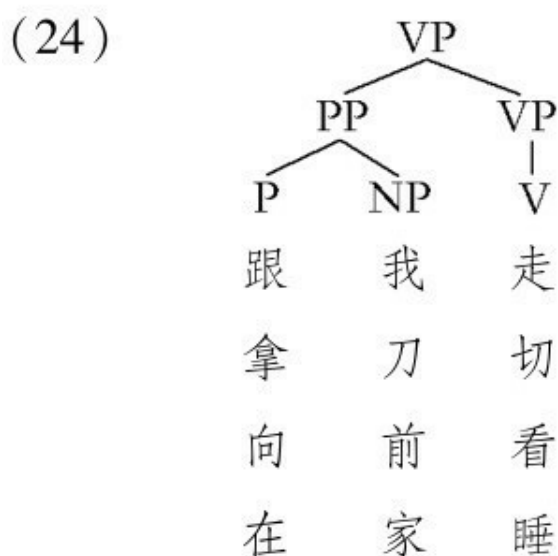 (24) VP
PP VP
P NP V
跟 我 走
拿 刀 切
向 前 看
在 家 睡